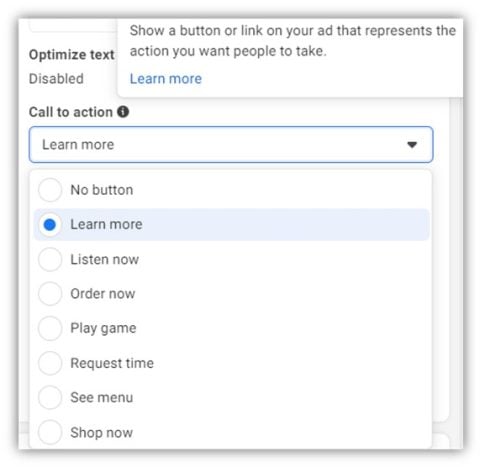 Show a button or link on your ad that represents the
action you want people to take.
Learn more
Optimize text
Disabled
Call to action
Learn more
No button
Learn more
Listen now
Order now
Play game
Request time
See menu
Shop now